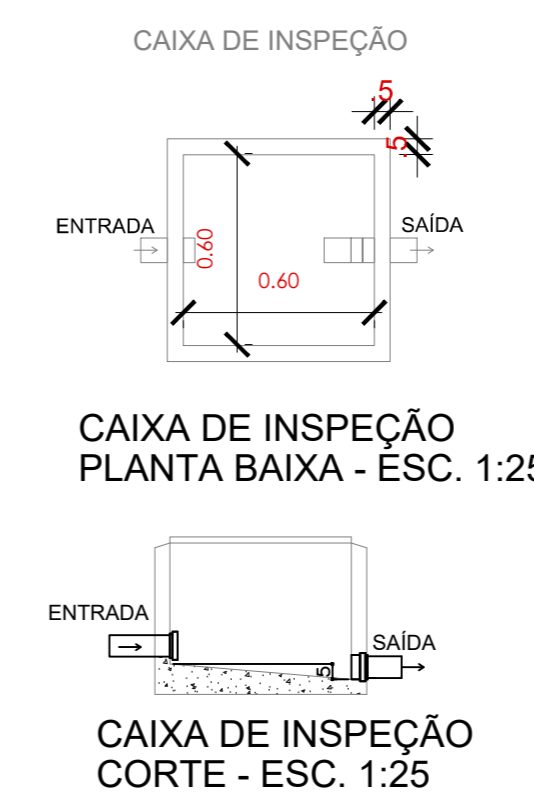 CAIXA DE INSPEÇÃO
.5
.5
ENTRADA
SAÍDA
0.60
0.60
CAIXA DE INSPEÇÃO
PLANTA BAIXA - ESC. 1:25
ENTRADA
SAÍDA
5
CAIXA DE INSPEÇÃO
CORTE - ESC. 1:25